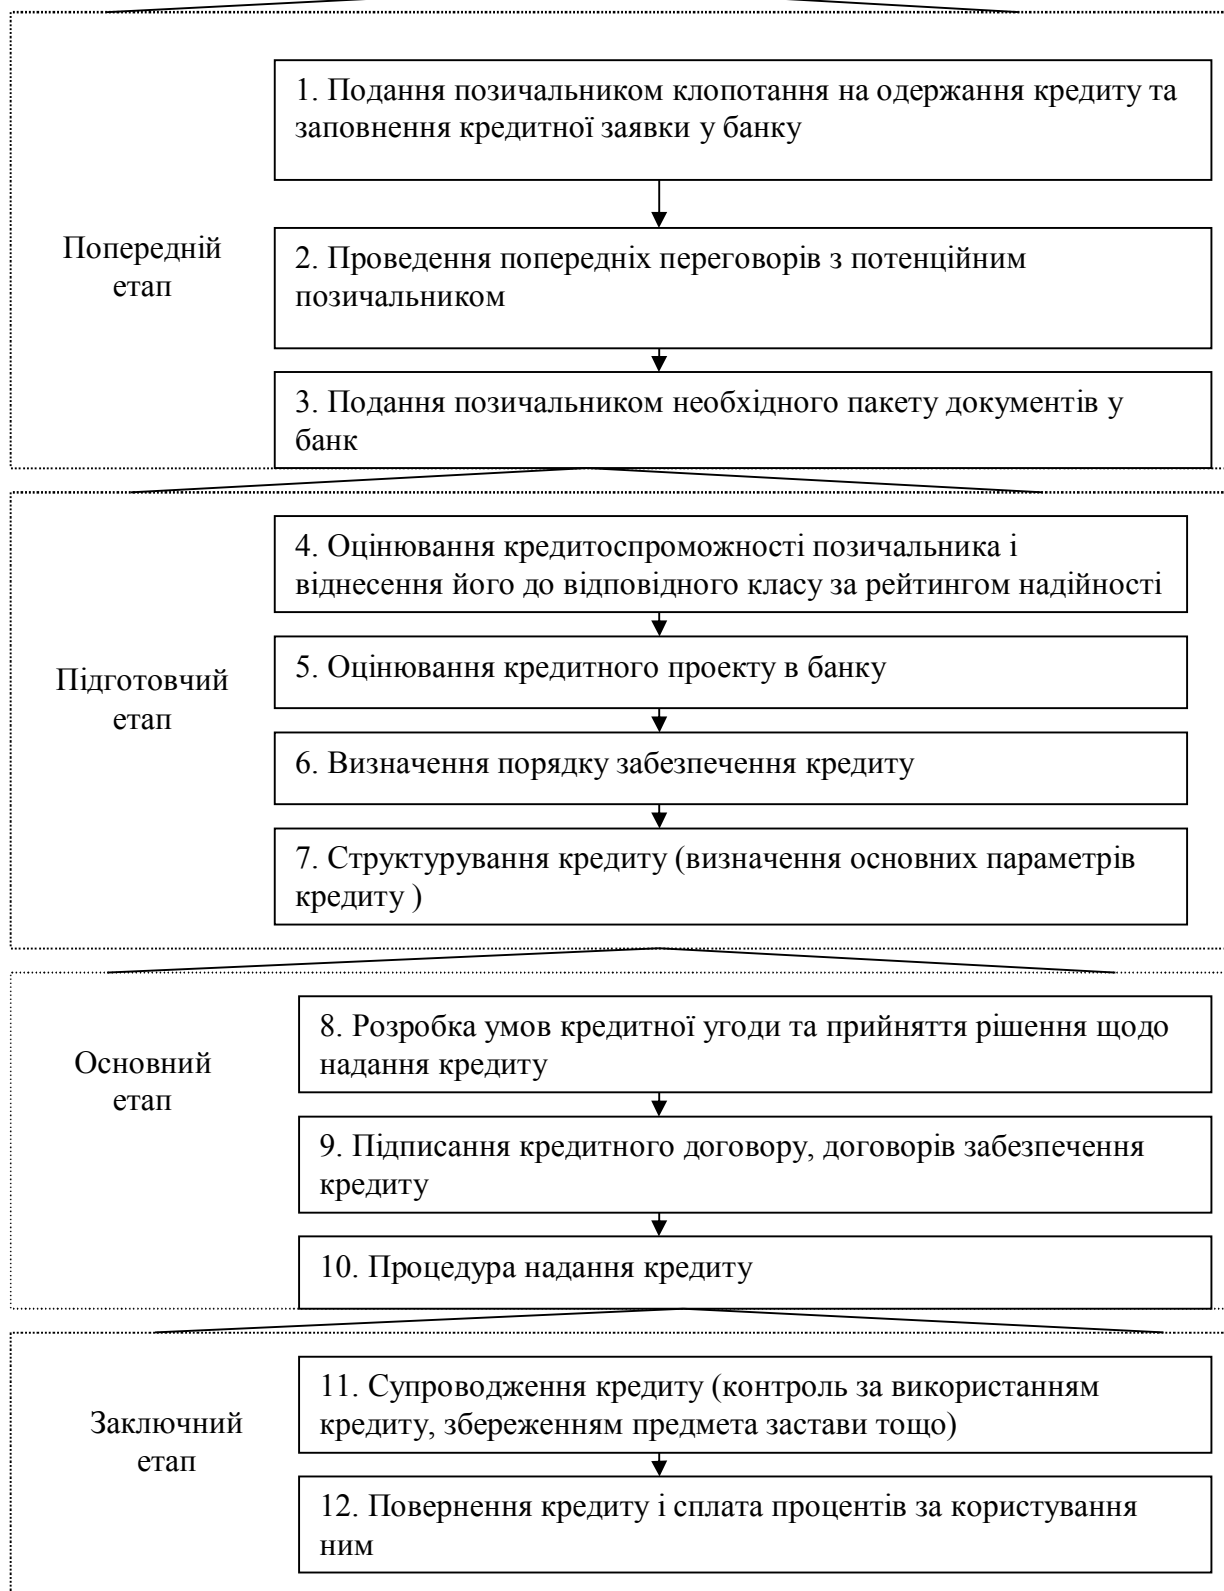 1. Подання позичальником клопотання на одержання кредиту та
заповнення кредитної заявки у банку
Попередній
етап
2. Проведення попередніх переговорів з потенційним
позичальником
3. Подання позичальником необхідного пакету документів у
банк
4. Оцінювання кредитоспроможності позичальника і
віднесення його до відповідного класу за рейтингом надійності
Підготовчий
етап
5. Оцінювання кредитного проекту в банку
6. Визначення порядку забезпечення кредиту
7. Структурування кредиту (визначення основних параметрів
кредиту )
Основний
етап
8. Розробка умов кредитної угоди та прийняття рішення щодо
надання кредиту
9. Підписання кредитного договору, договорів забезпечення
кредиту
10. Процедура надання кредиту
Заключний
етап
11. Супроводження кредиту (контроль за використанням
кредиту, збереженням предмета застави тощо)
12. Повернення кредиту і сплата процентів за користування
ним